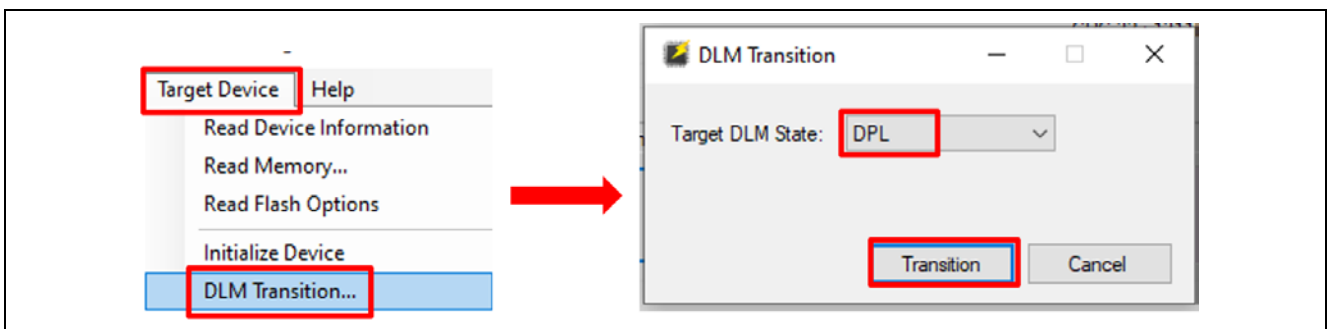 Target Device Help
Read Device Information
Read Memory...
Read Flash Options
Initialize Device
DLM Transition...
DLM Transition
Target DLM State: DPL
Transition Cancel